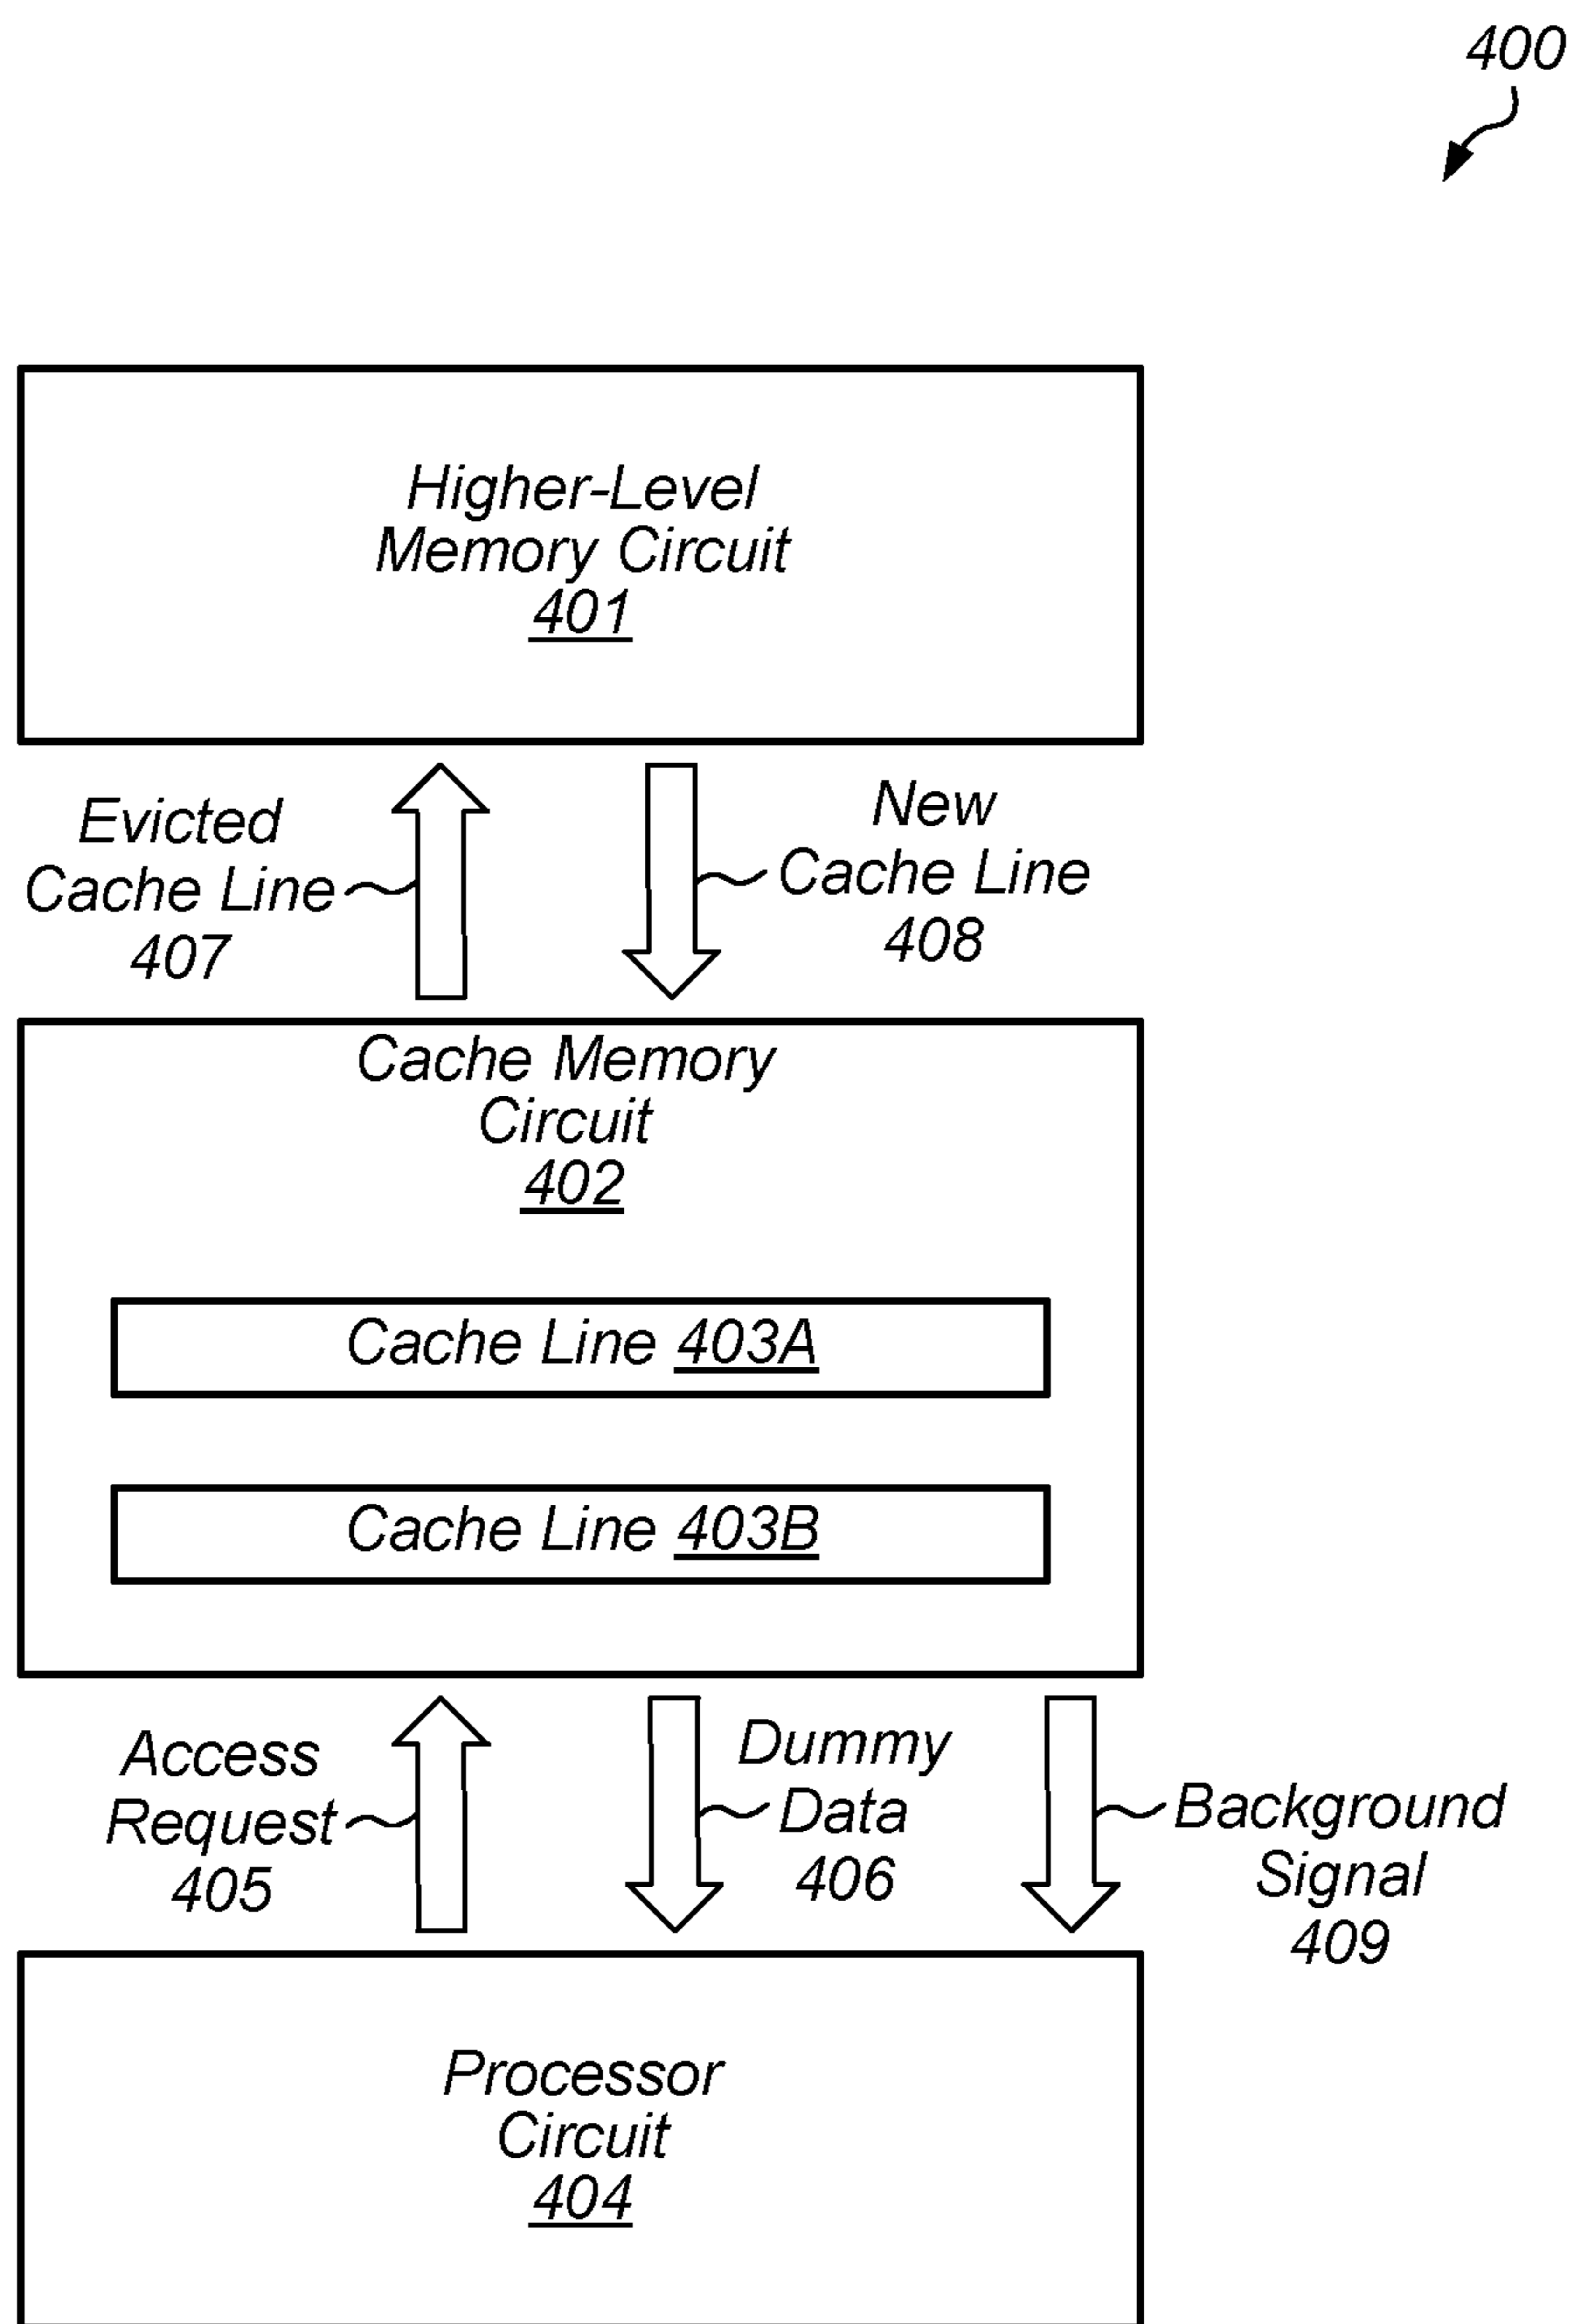 400
Higher-Level
Memory Circuit
401
Evicted
Cache Line
407
New
Cache Line
408
Cache Memory
Circuit
402
Cache Line 403A
Cache Line 403B
Access
Request
405
Dummy
Data
406
Background
Signal
409
Processor
Circuit
404